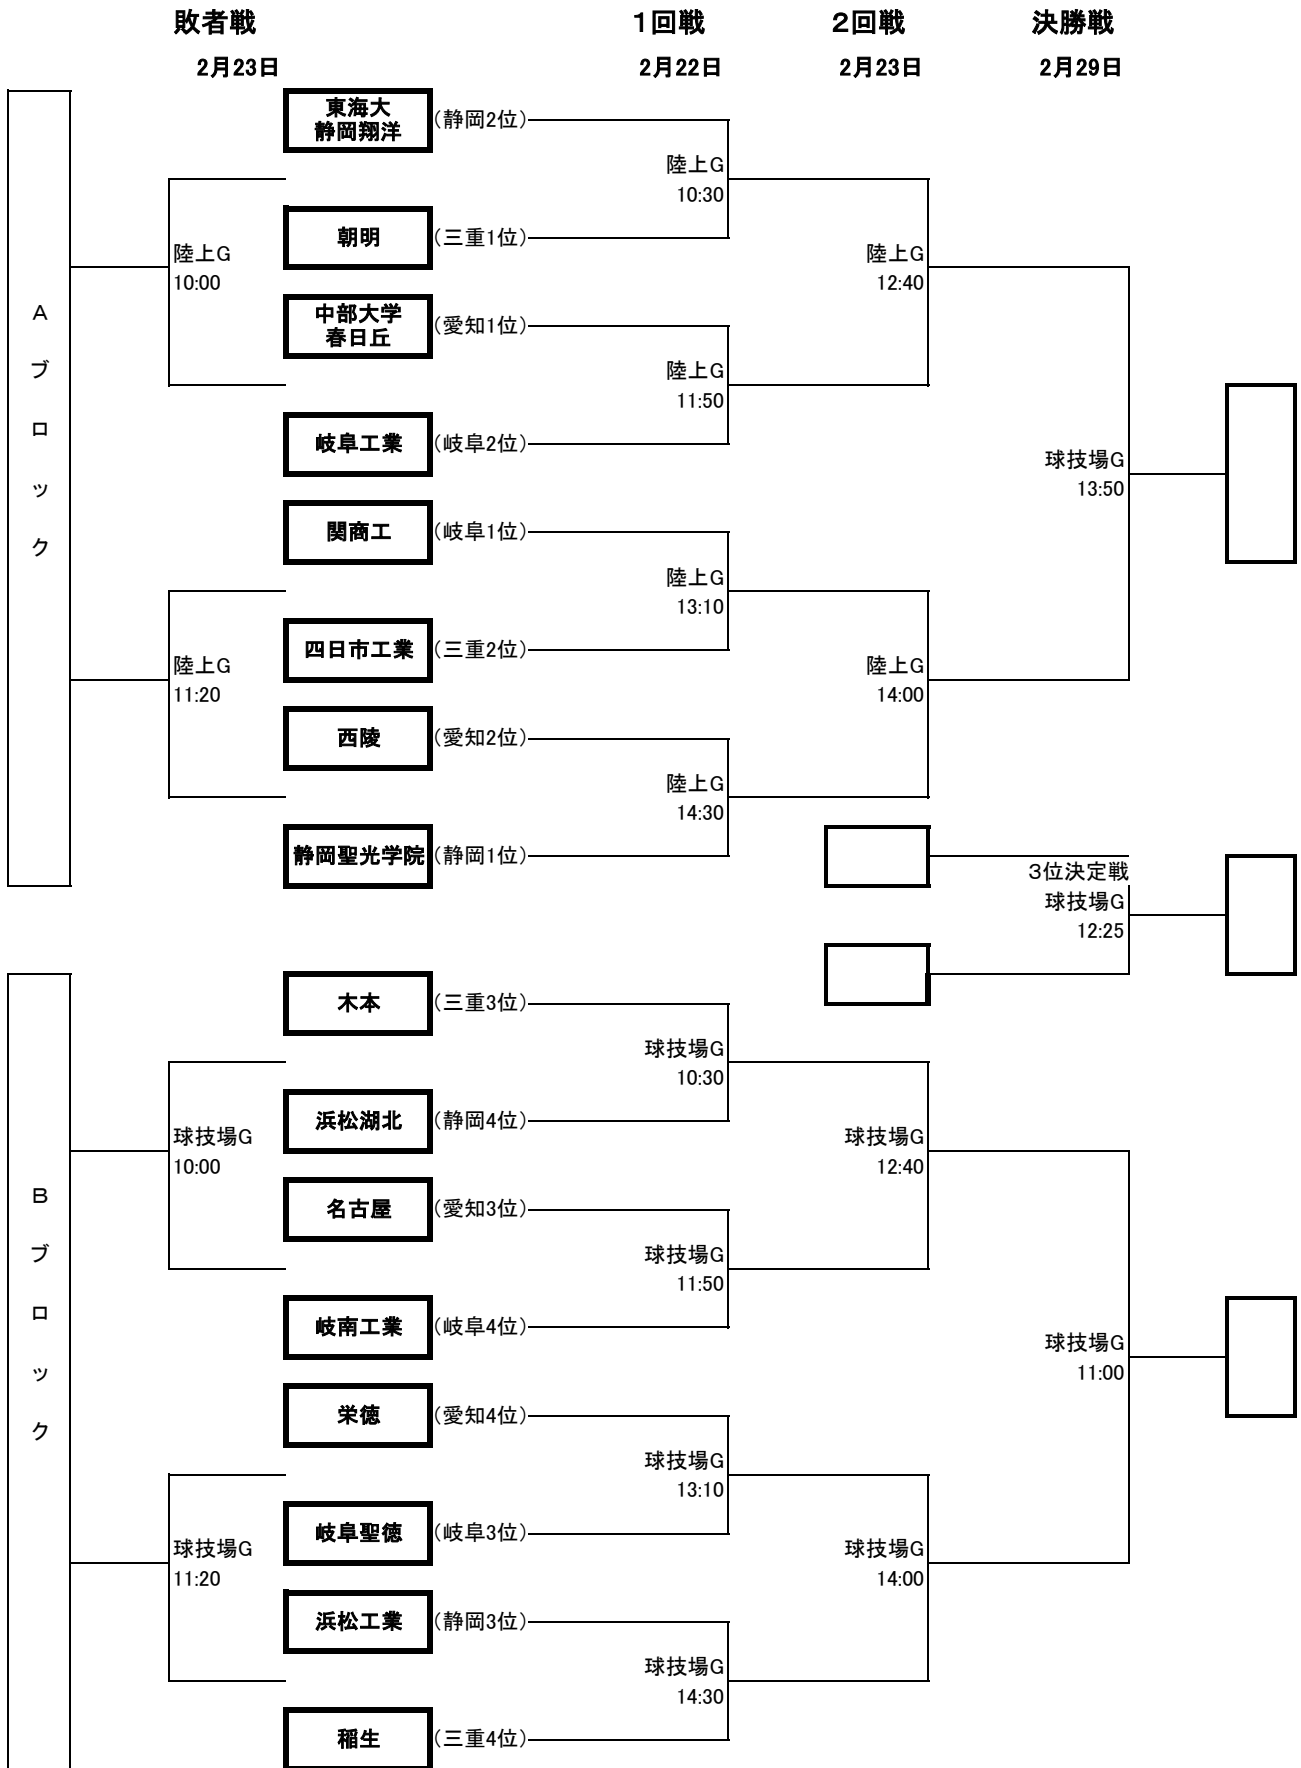 敗者戦 1回戦 2回戦 決勝戦
2月23日 2月22日 2月23日 2月29日
Aブロック
東海大
静岡翔洋
(静岡2位)
陸上G
10:30
朝明
(三重1位)
陸上G
10:00
陸上G
12:40
中部大学
春日丘
(愛知1位)
陸上G
11:50
岐阜工業
(岐阜2位)
球技場G
13:50
関商工
(岐阜1位)
陸上G
13:10
四日市工業
(三重2位)
陸上G
11:20
陸上G
14:00
西陵
(愛知2位)
陸上G
14:30
静岡聖光学院
(静岡1位)
3位決定戦
球技場G
12:25
Bブロック
木本
(三重3位)
球技場G
10:30
浜松湖北
(静岡4位)
球技場G
10:00
球技場G
12:40
名古屋
(愛知3位)
球技場G
11:50
岐南工業
(岐阜4位)
球技場G
11:00
栄徳
(愛知4位)
球技場G
13:10
岐阜聖徳
(岐阜3位)
球技場G
11:20
球技場G
14:00
浜松工業
(静岡3位)
球技場G
14:30
稲生
(三重4位)